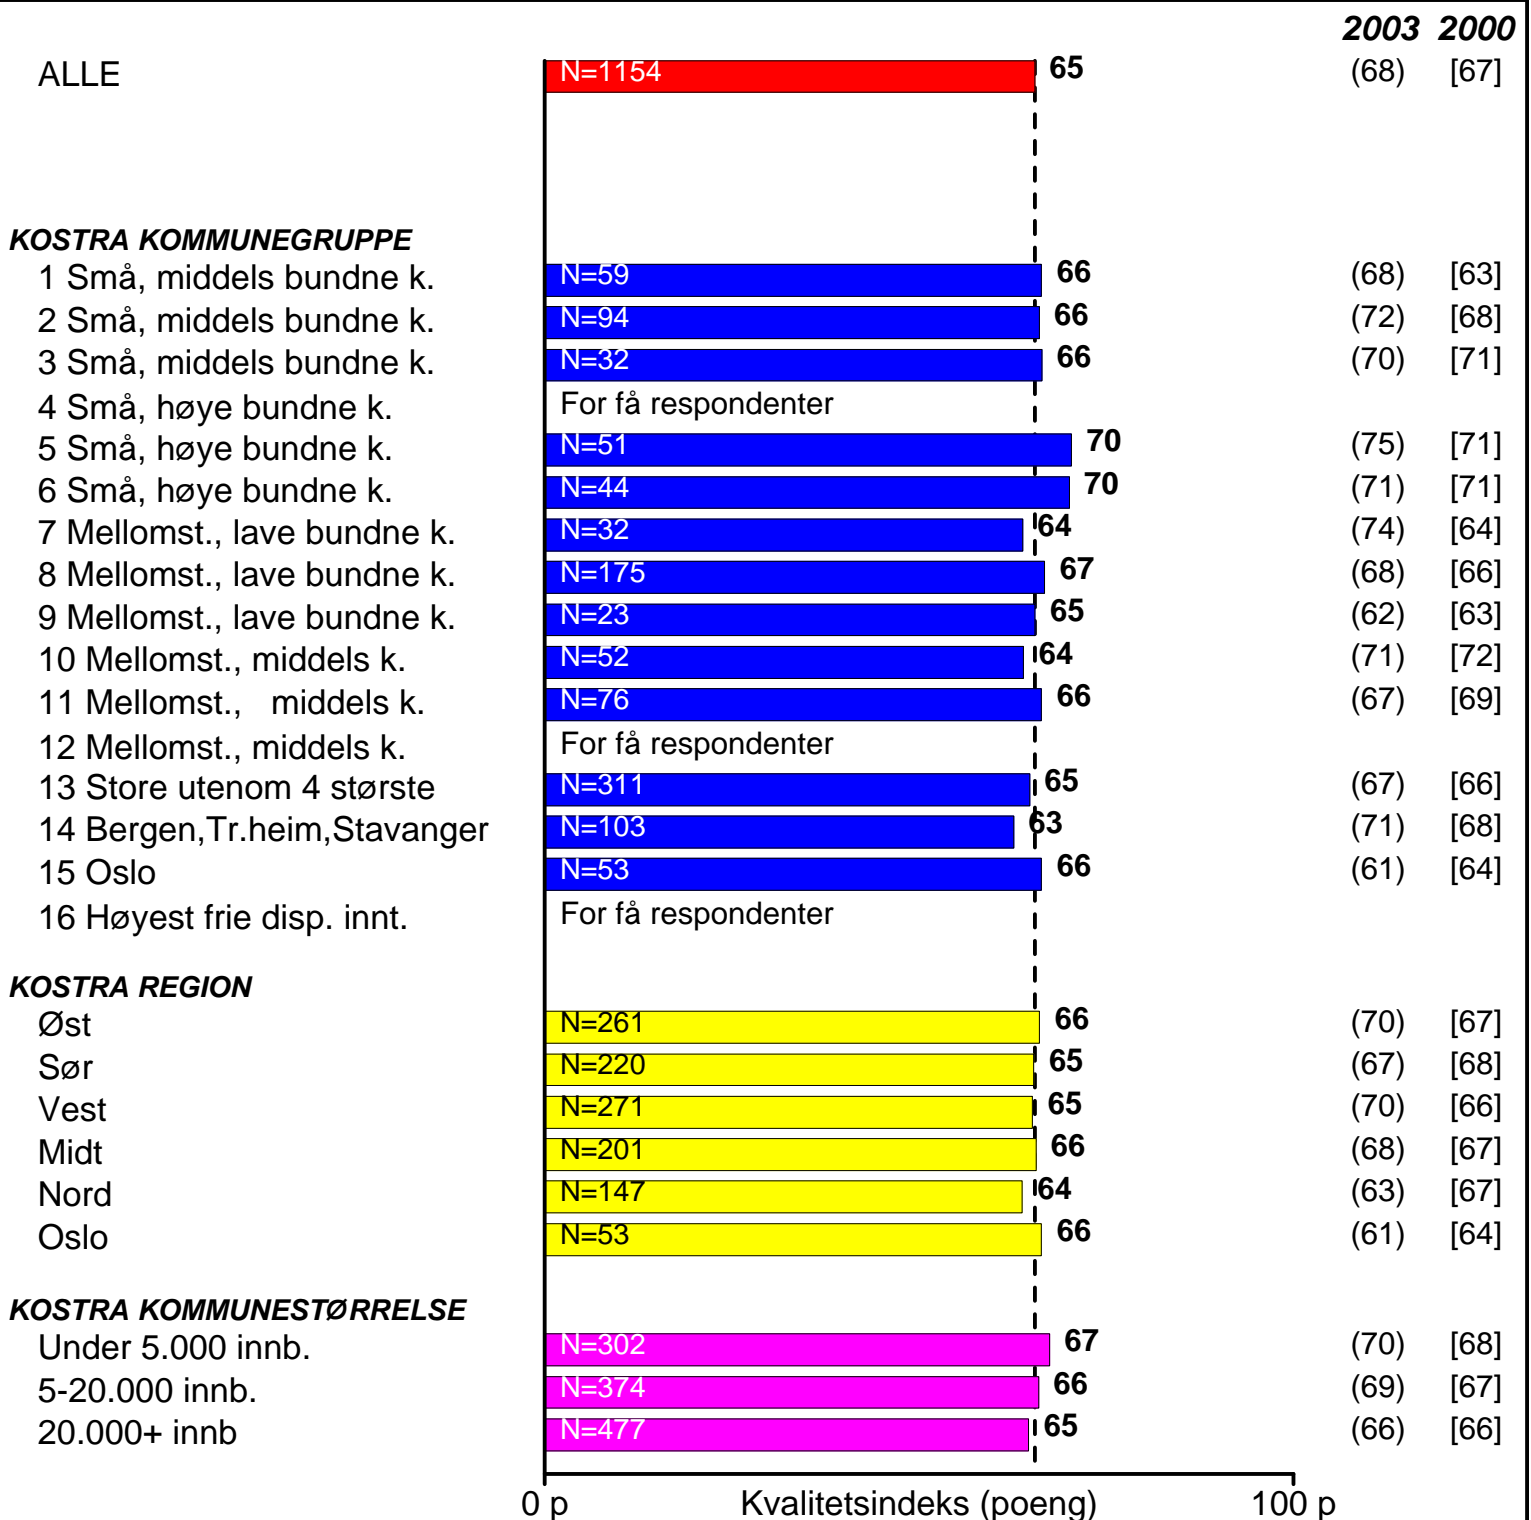 2003 2000
ALLE N=1154 65 (68) [67]
KOSTRA KOMMUNEGRUPPE
1 Små, middels bundne k. N=59 66 (68) [63]
2 Små, middels bundne k. N=94 66 (72) [68]
3 Små, middels bundne k. N=32 66 (70) [71]
4 Små, høye bundne k. For få respondenter
5 Små, høye bundne k. N=51 70 (75) [71]
6 Små, høye bundne k. N=44 70 (71) [71]
7 Mellomst., lave bundne k. N=32 64 (74) [64]
8 Mellomst., lave bundne k. N=175 67 (68) [66]
9 Mellomst., lave bundne k. N=23 65 (62) [63]
10 Mellomst., middels k. N=52 64 (71) [72]
11 Mellomst., middels k. N=76 66 (67) [69]
12 Mellomst., middels k. For få respondenter
13 Store utenom 4 største N=311 65 (67) [66]
14 Bergen,Tr.heim,Stavanger N=103 63 (71) [68]
15 Oslo N=53 66 (61) [64]
16 Høyest frie disp. innt. For få respondenter
KOSTRA REGION
Øst N=261 66 (70) [67]
Sør N=220 65 (67) [68]
Vest N=271 65 (70) [66]
Midt N=201 66 (68) [67]
Nord N=147 64 (63) [67]
Oslo N=53 66 (61) [64]
KOSTRA KOMMUNESTØRRELSE
Under 5.000 innb. N=302 67 (70) [68]
5-20.000 innb. N=374 66 (69) [67]
20.000+ innb N=477 65 (66) [66]
0 p Kvalitetsindeks (poeng) 100 p